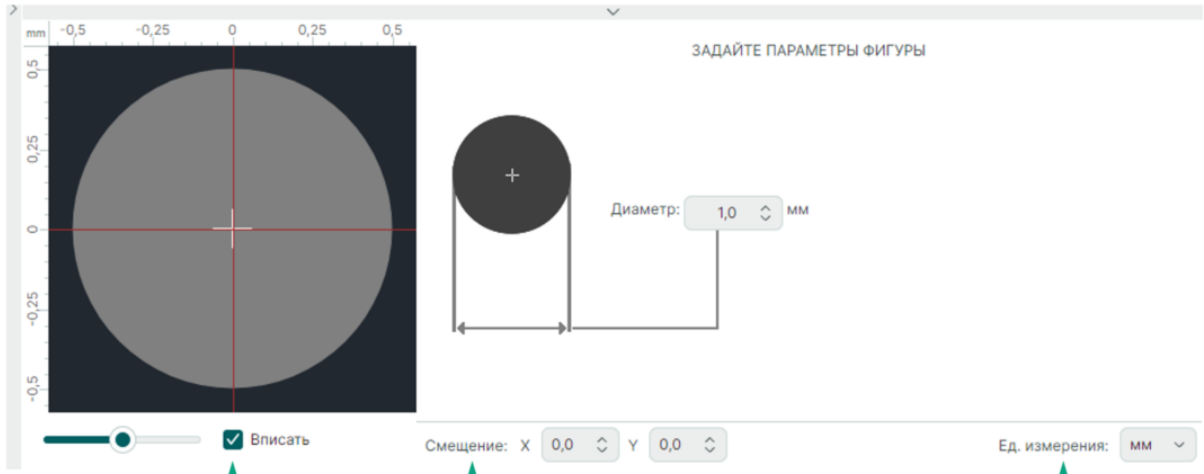 mm -0,5 -0,25 0 0,25 0,5
ЗАДАЙТЕ ПАРАМЕТРЫ ФИГУРЫ
0,5
0,25
0
-0,25
-0,5
Диаметр: 1,0 мм
Вписать
Смещение: X 0,0 Y 0,0
Ед. измерения: мм